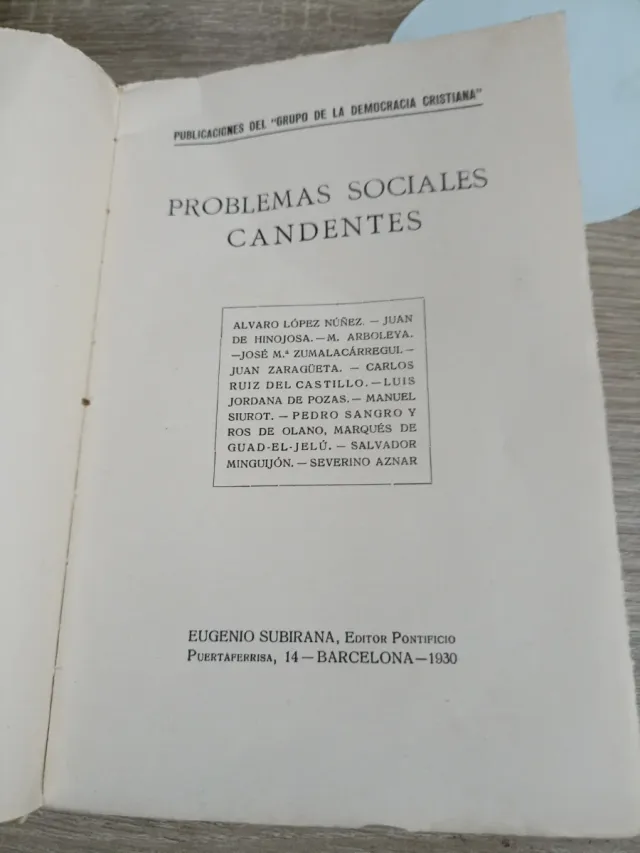 PUBLICACIONES DEL "GRUPO DE LA DEMOCRACIA CRISTIANA"
PROBLEMAS SOCIALES
CANDENTES
ALVARO LÓPEZ NÚÑEZ. — JUAN
DE HINOJOSA. — M. ARBOLEYA.
—JOSÉ M.ª ZUMALACÁRREGUI.—
JUAN ZARAGÜETA. — CARLOS
RUIZ DEL CASTILLO. — LUIS
JORDANA DE POZAS. — MANUEL
SIUROT. — PEDRO SANGRO Y
ROS DE OLANO, MARQUÉS DE
GUAD-EL-JELÚ. — SALVADOR
MINGUIJÓN. — SEVERINO AZNAR
EUGENIO SUBIRANA, EDITOR PONTIFICIO
PUERTAFERRISA, 14 — BARCELONA — 1930